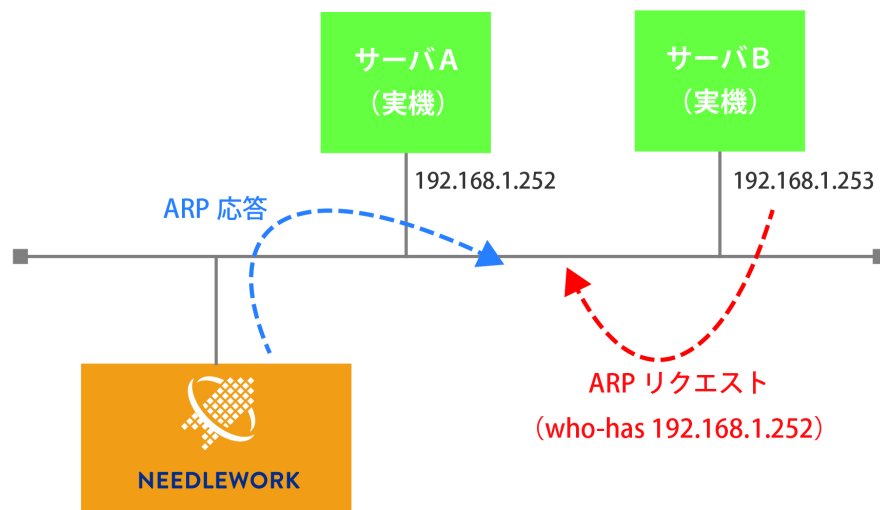 サーバA
（実機）
サーバB
（実機）
192.168.1.252
192.168.1.253
ARP 応答
ARP リクエスト
（who-has 192.168.1.252）
NEEDLEWORK